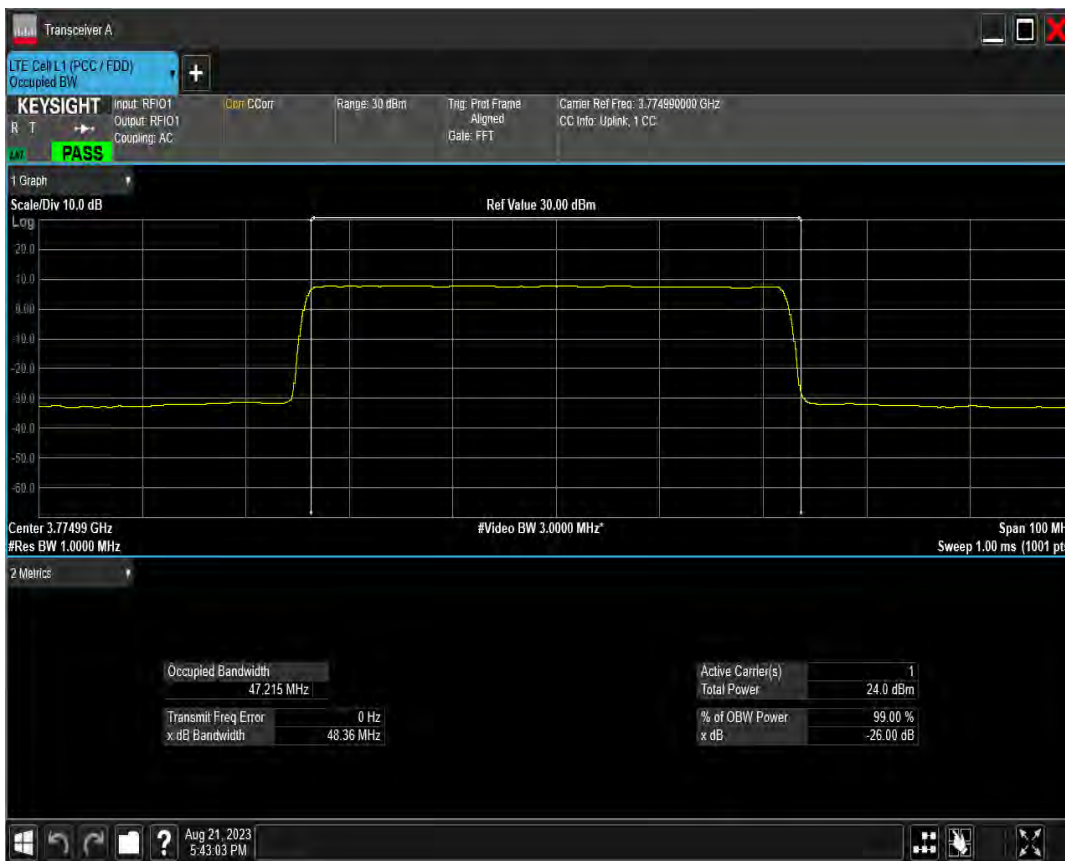 Transceiver A
LTE Cell L1 (PCC / FDD)
Occupied BW
+
KEYSIGHT
R T
PASS
Input: RFIO1
Output: RFIO1
Coupling: AC
Corr CCorr
Range: 30 dBm
Trig: Prot Frame
Aligned
Gate: FFT
Carrier Ref Freq: 3.774990000 GHz
CC Info: Uplink, 1 CC
1 Graph
Scale/Div 10.0 dB
Ref Value 30.00 dBm
Log
20.0
10.0
0.00
-10.0
-20.0
-30.0
-40.0
-50.0
-60.0
Center 3.77499 GHz
#Video BW 3.0000 MHz*
Span 100 MH
#Res BW 1.0000 MHz
Sweep 1.00 ms (1001 pts
2 Metrics
Occupied Bandwidth
47.215 MHz
Transmit Freq Error 0 Hz
x dB Bandwidth 48.36 MHz
Active Carrier(s) 1
Total Power 24.0 dBm
% of OBW Power 99.00 %
x dB -26.00 dB
?
Aug 21, 2023
5:43:03 PM